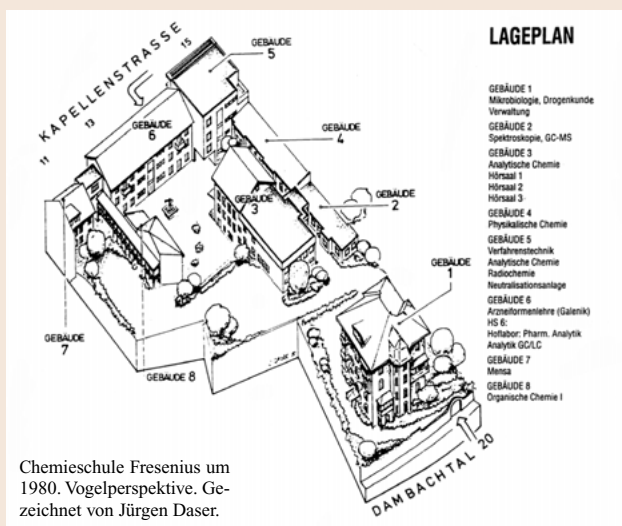 KAPELLENSTRASSE
11
13
15
GEBÄUDE
5
GEBÄUDE
6
GEBÄUDE
4
GEBÄUDE
3
GEBÄUDE
2
GEBÄUDE
1
GEBÄUDE
7
GEBÄUDE 8
DAMBACHTAL 20
LAGEPLAN
GEBÄUDE 1
Mikrobiologie, Drogenkunde
Verwaltung
GEBÄUDE 2
Spektroskopie, GC-MS
GEBÄUDE 3
Analytische Chemie
Hörsaal 1
Hörsaal 2
Hörsaal 3
GEBÄUDE 4
Physikalische Chemie
GEBÄUDE 5
Verfahrenstechnik
Analytische Chemie
Radiochemie
Neutralisationsanlage
GEBÄUDE 6
Arzneiformenlehre (Galenik)
HS 6:
Hoflabor: Pharm. Analytik
Analytik GC/LC
GEBÄUDE 7
Mensa
GEBÄUDE 8
Organische Chemie I
Chemieschule Fresenius um
1980. Vogelperspektive. Ge-
zeichnet von Jürgen Daser.